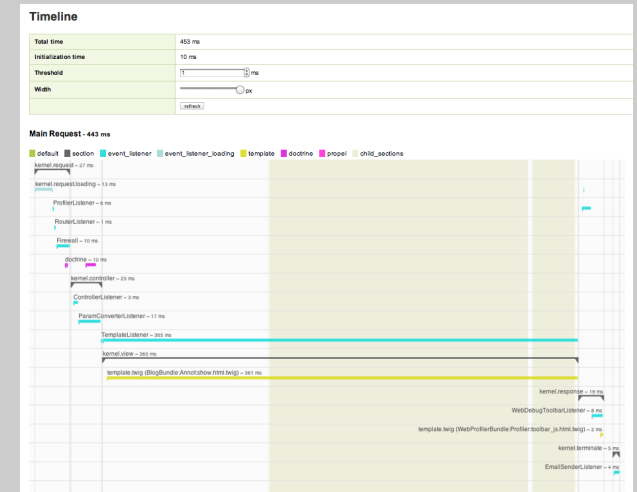 Timeline
Total time 453 ms
Initialization time 10 ms
Threshold 1 ms
Width px
refresh
Main Request - 443 ms
default section event_listener event_listener_loading template doctrine propel child_sections
kernel.request ~ 27 ms
kernel.request.loading ~ 13 ms
ProfilerListener ~ 6 ms
RouterListener ~ 1 ms
Firewall ~ 10 ms
doctrine ~ 10 ms
kernel.controller ~ 23 ms
ControllerListener ~ 3 ms
ParamConverterListener ~ 17 ms
TemplateListener ~ 365 ms
kernel.view ~ 365 ms
template.twig (BlogBundle:Annot:show.html.twig) ~ 361 ms
kernel.response ~ 19 ms
WebDebugToolbarListener ~ 8 ms
template.twig (WebProfilerBundle:Profiler:toolbar_js.html.twig) ~ 2 ms
kernel.terminate ~ 5 ms
EmailSenderListener ~ 4 ms